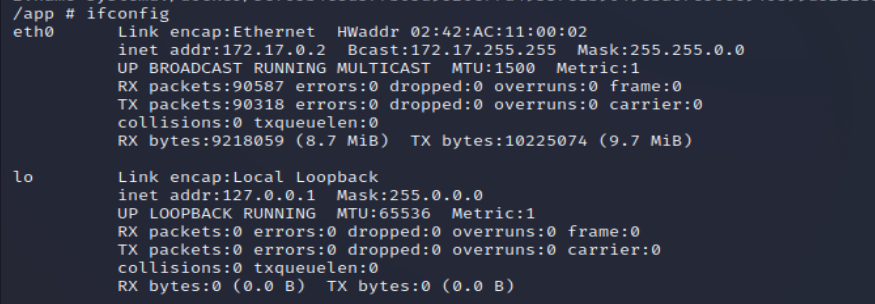 /app # ifconfig
eth0      Link encap:Ethernet  HWaddr 02:42:AC:11:00:02
          inet addr:172.17.0.2  Bcast:172.17.255.255  Mask:255.255.0.0
          UP BROADCAST RUNNING MULTICAST  MTU:1500  Metric:1
          RX packets:90587 errors:0 dropped:0 overruns:0 frame:0
          TX packets:90318 errors:0 dropped:0 overruns:0 carrier:0
          collisions:0 txqueuelen:0
          RX bytes:9218059 (8.7 MiB)  TX bytes:10225074 (9.7 MiB)

lo        Link encap:Local Loopback
          inet addr:127.0.0.1  Mask:255.0.0.0
          UP LOOPBACK RUNNING  MTU:65536  Metric:1
          RX packets:0 errors:0 dropped:0 overruns:0 frame:0
          TX packets:0 errors:0 dropped:0 overruns:0 carrier:0
          collisions:0 txqueuelen:0
          RX bytes:0 (0.0 B)  TX bytes:0 (0.0 B)